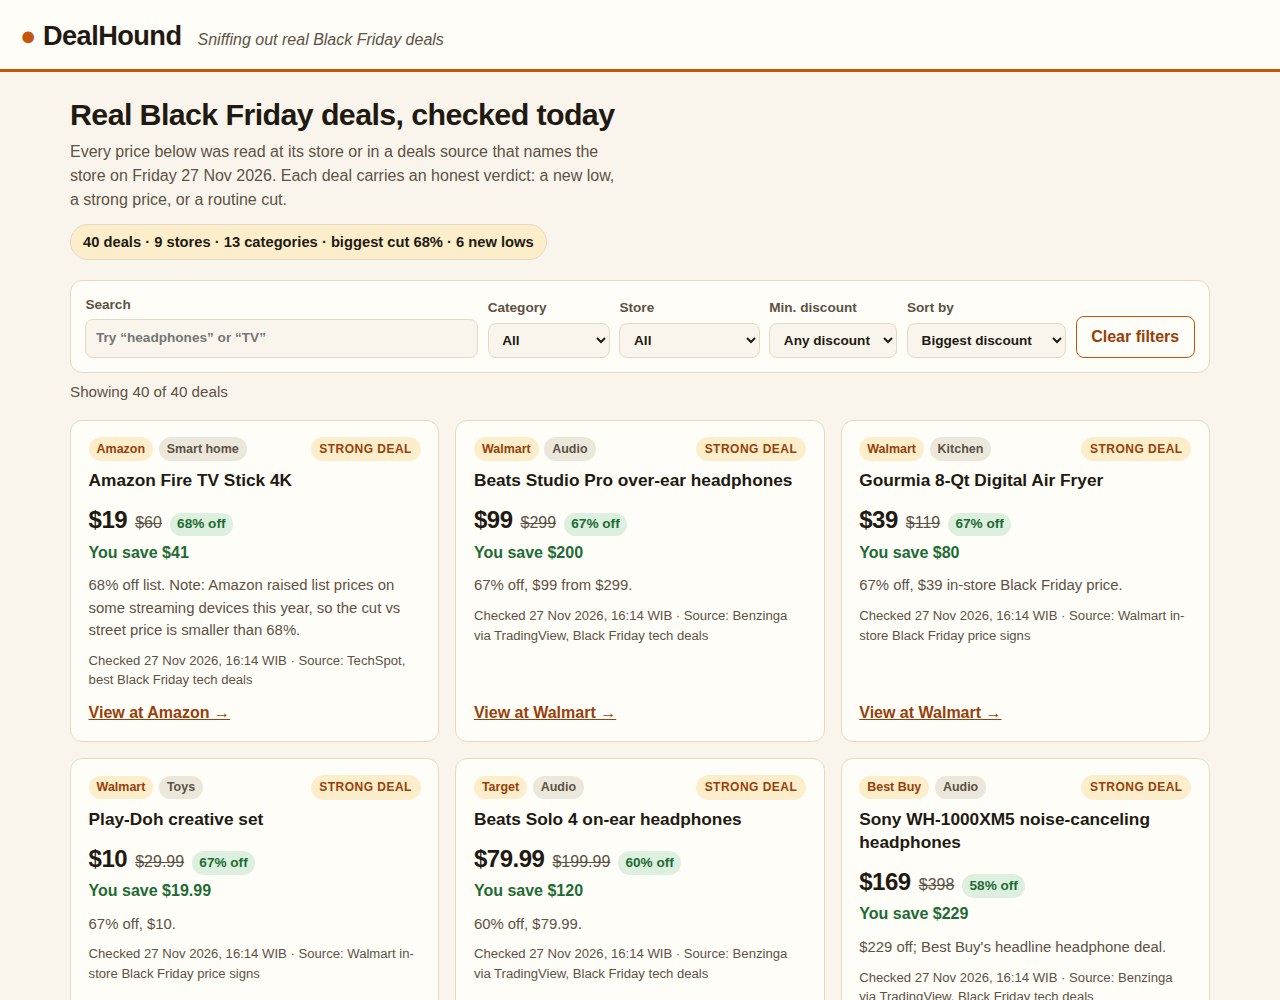 DealHound Sniffing out real Black Friday deals
Real Black Friday deals, checked today
Every price below was read at its store or in a deals source that names the
store on Friday 27 Nov 2026. Each deal carries an honest verdict: a new low,
a strong price, or a routine cut.
40 deals · 9 stores · 13 categories · biggest cut 68% · 6 new lows
Search
Try “headphones” or “TV”
Category
All
Store
All
Min. discount
Any discount
Sort by
Biggest discount
Clear filters
Showing 40 of 40 deals
Amazon Smart home STRONG DEAL
Amazon Fire TV Stick 4K
$19 $60 68% off
You save $41
68% off list. Note: Amazon raised list prices on
some streaming devices this year, so the cut vs
street price is smaller than 68%.
Checked 27 Nov 2026, 16:14 WIB · Source: TechSpot,
best Black Friday tech deals
View at Amazon →
Walmart Audio STRONG DEAL
Beats Studio Pro over-ear headphones
$99 $299 67% off
You save $200
67% off, $99 from $299.
Checked 27 Nov 2026, 16:14 WIB · Source: Benzinga
via TradingView, Black Friday tech deals
View at Walmart →
Walmart Kitchen STRONG DEAL
Gourmia 8-Qt Digital Air Fryer
$39 $119 67% off
You save $80
67% off, $39 in-store Black Friday price.
Checked 27 Nov 2026, 16:14 WIB · Source: Walmart in-
store Black Friday price signs
View at Walmart →
Walmart Toys STRONG DEAL
Play-Doh creative set
$10 $29.99 67% off
You save $19.99
67% off, $10.
Checked 27 Nov 2026, 16:14 WIB · Source: Walmart in-
store Black Friday price signs
Target Audio STRONG DEAL
Beats Solo 4 on-ear headphones
$79.99 $199.99 60% off
You save $120
60% off, $79.99.
Checked 27 Nov 2026, 16:14 WIB · Source: Benzinga
via TradingView, Black Friday tech deals
Best Buy Audio STRONG DEAL
Sony WH-1000XM5 noise-canceling
headphones
$169 $398 58% off
You save $229
$229 off; Best Buy's headline headphone deal.
Checked 27 Nov 2026, 16:14 WIB · Source: Benzinga
via TradingView, Black Friday tech deals